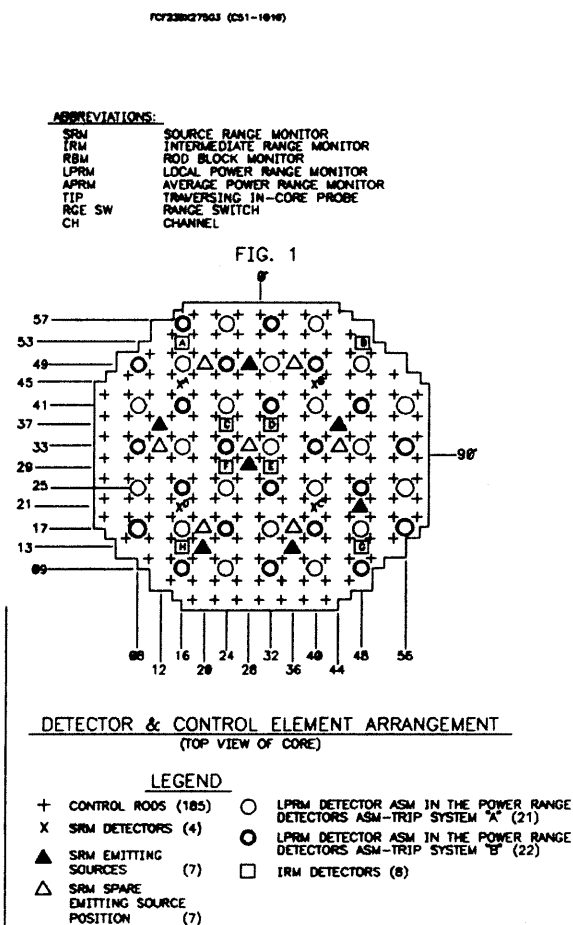 FCF22BX27503 (C51-1010)
ABBREVIATIONS:
SRM SOURCE RANGE MONITOR
IRM INTERMEDIATE RANGE MONITOR
RBM ROD BLOCK MONITOR
LPRM LOCAL POWER RANGE MONITOR
APRM AVERAGE POWER RANGE MONITOR
TIP TRAVERSING IN-CORE PROBE
RGE SW RANGE SWITCH
CH CHANNEL
FIG. 1
0°
57
53 A B
49
45 A B
41
37 C D
33 90°
29 F E
25
21 D C
17
13 H G
09
08 16 24 32 40 48 56
12 20 28 36 44
DETECTOR & CONTROL ELEMENT ARRANGEMENT
(TOP VIEW OF CORE)
LEGEND
+ CONTROL RODS (185)
X SRM DETECTORS (4)
SRM EMITTING
SOURCES (7)
SRM SPARE
EMITTING SOURCE
POSITION (7)
LPRM DETECTOR ASM IN THE POWER RANGE
DETECTORS ASM-TRIP SYSTEM "A" (21)
LPRM DETECTOR ASM IN THE POWER RANGE
DETECTORS ASM-TRIP SYSTEM "B" (22)
IRM DETECTORS (8)